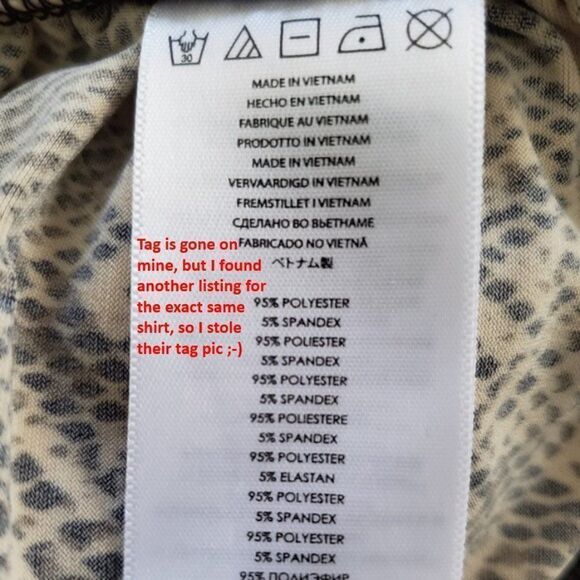 30
MADE IN VIETNAM
HECHO EN VIETNAM
FABRIQUE AU VIETNAM
PRODOTTO IN VIETNAM
MADE IN VIETNAM
VERVAARDIGD IN VIETNAM
FREMSTILLET I VIETNAM
СДЕЛАНО ВО ВЬЕТНАМЕ
FABRICADO NO VIETNÃ
ベトナム製
Tag is gone on
mine, but I found
another listing for
the exact same
shirt, so I stole
their tag pic ;-)
95% POLYESTER
5% SPANDEX
95% POLIESTER
5% SPANDEX
95% POLYESTER
5% SPANDEX
95% POLIESTERE
5% SPANDEX
95% POLYESTER
5% ELASTAN
95% POLYESTER
5% SPANDEX
95% POLYESTER
5% SPANDEX
95% ПОЛИЭФИР